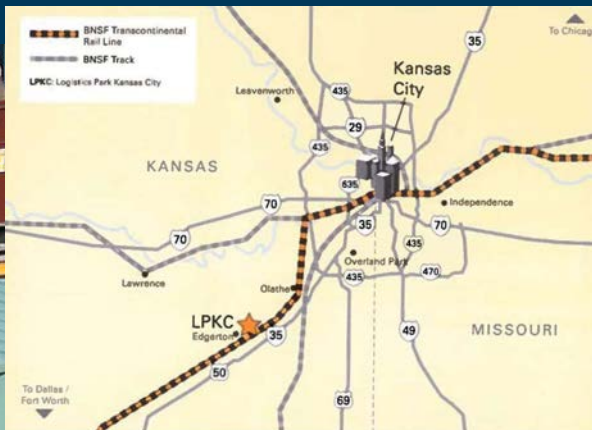 BNSF Transcontinental
Rail Line
BNSF Track
LPKC: Logistics Park Kansas City
To Chicag
35
Kansas
City
Leavenworth
435
29
435
435
KANSAS
635
70
70
Independence
35
70
435
Overland Park
Lawrence
435
470
Olathe
LPKC
Edgerton
35
49
MISSOURI
50
69
To Dallas /
Fort Worth